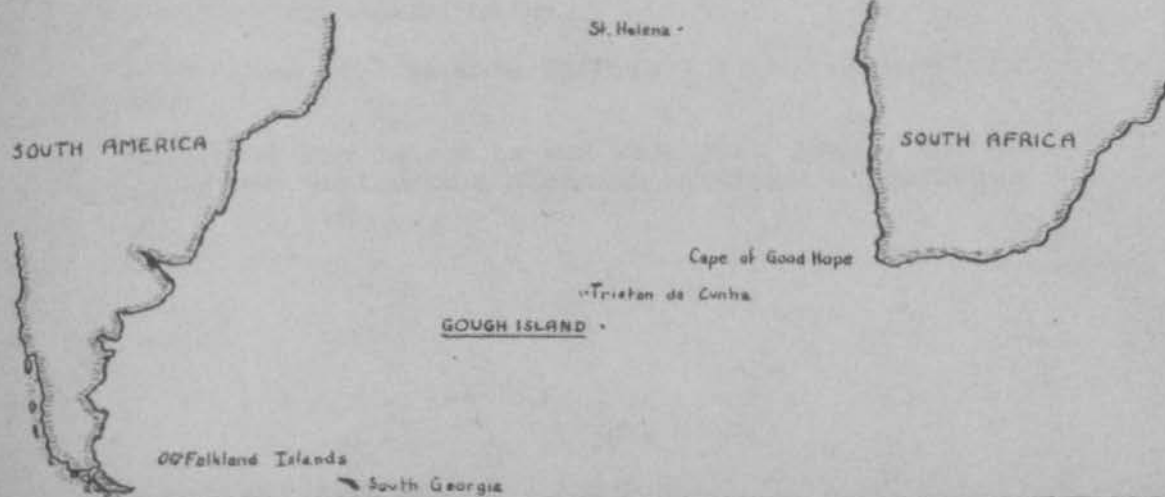 St. Helena
SOUTH AMERICA
SOUTH AFRICA
Cape of Good Hope
Tristan da Cunha
GOUGH ISLAND
Falkland Islands
South Georgia